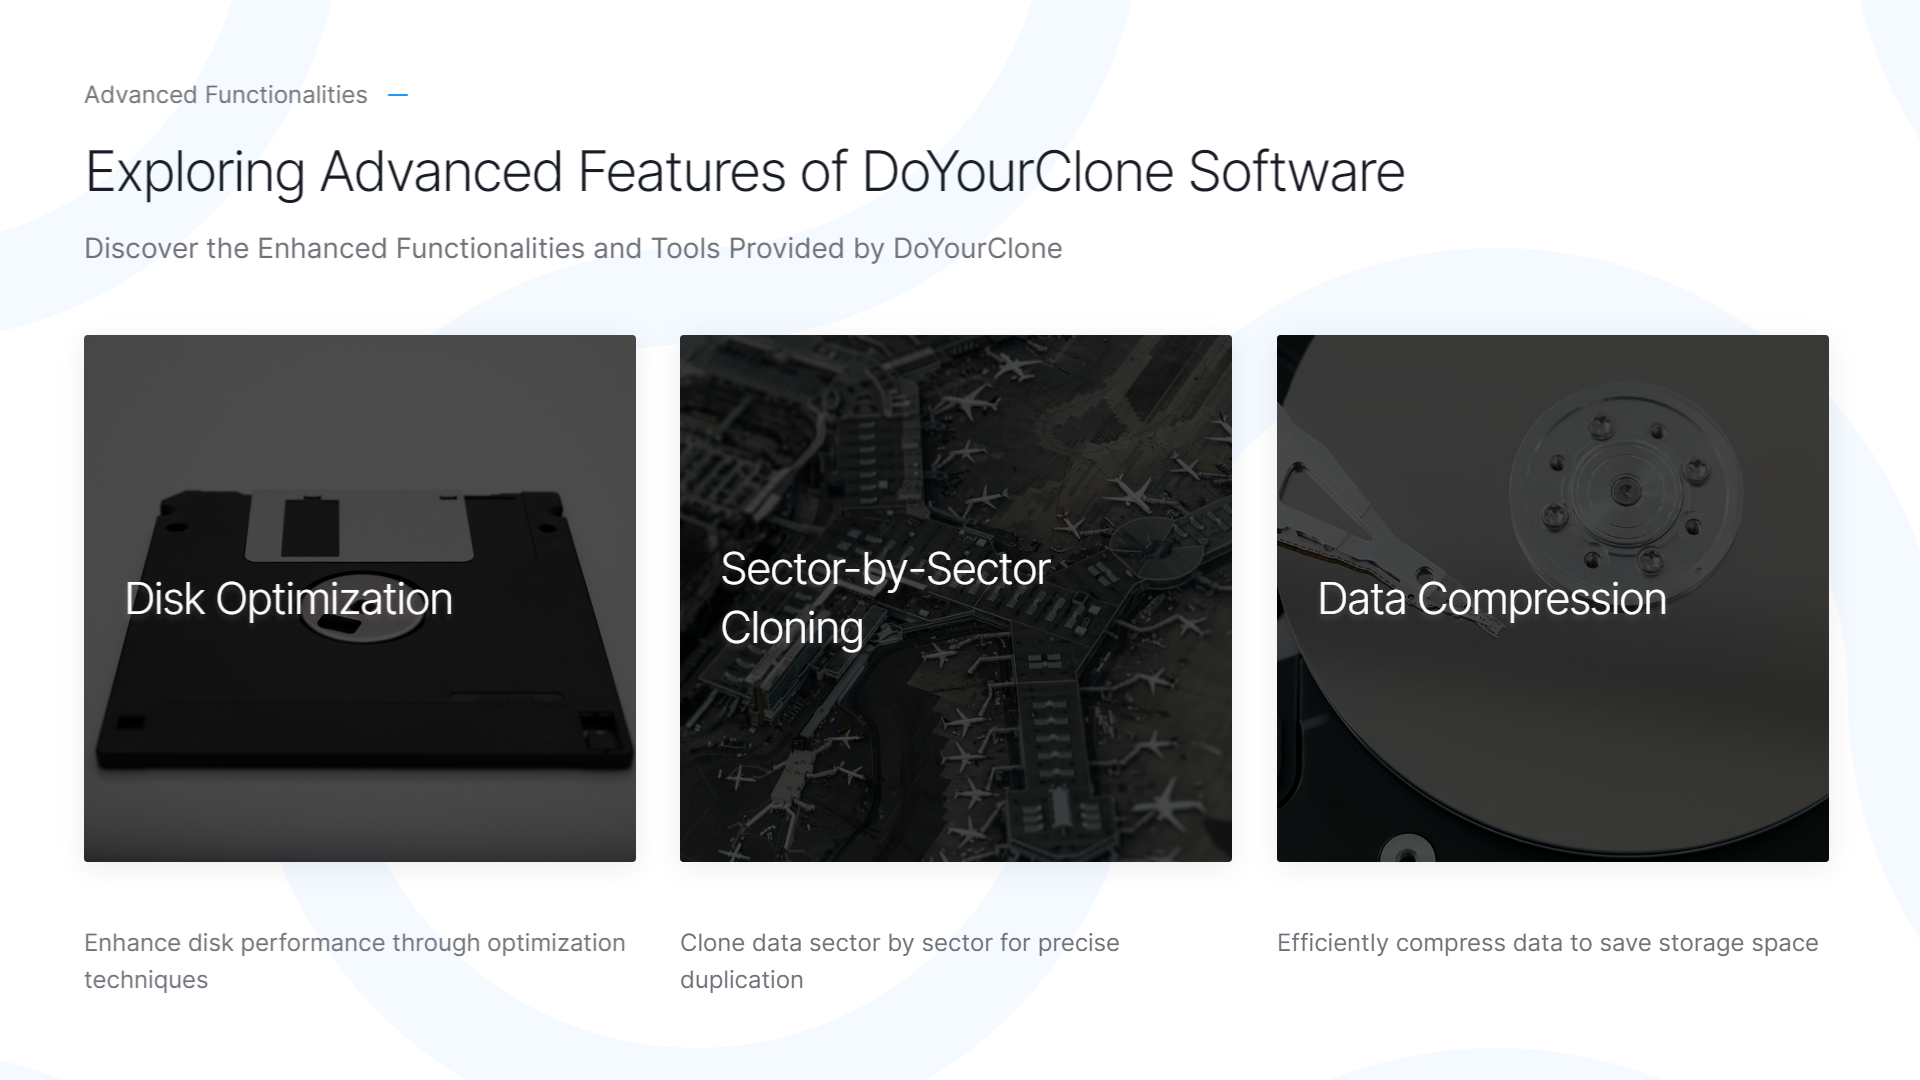 Advanced Functionalities
Exploring Advanced Features of DoYourClone Software
Discover the Enhanced Functionalities and Tools Provided by DoYourClone
Disk Optimization
Sector-by-Sector
Cloning
Data Compression
Enhance disk performance through optimization
techniques
Clone data sector by sector for precise
duplication
Efficiently compress data to save storage space